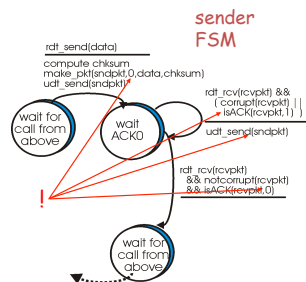 sender
FSM
rdt_send(data)
compute chksum
make_pkt(sndpkt,0,data,chksum)
udt_send(sndpkt)
rdt_rcv(rcvpkt) &&
( corrupt(rcvpkt) ||
isACK(rcvpkt,1) )
udt_send(sndpkt)
wait for
call from
above
wait
ACK0
rdt_rcv(rcvpkt)
&& notcorrupt(rcvpkt)
&& isACK(rcvpkt,0)
!
wait for
call from
above